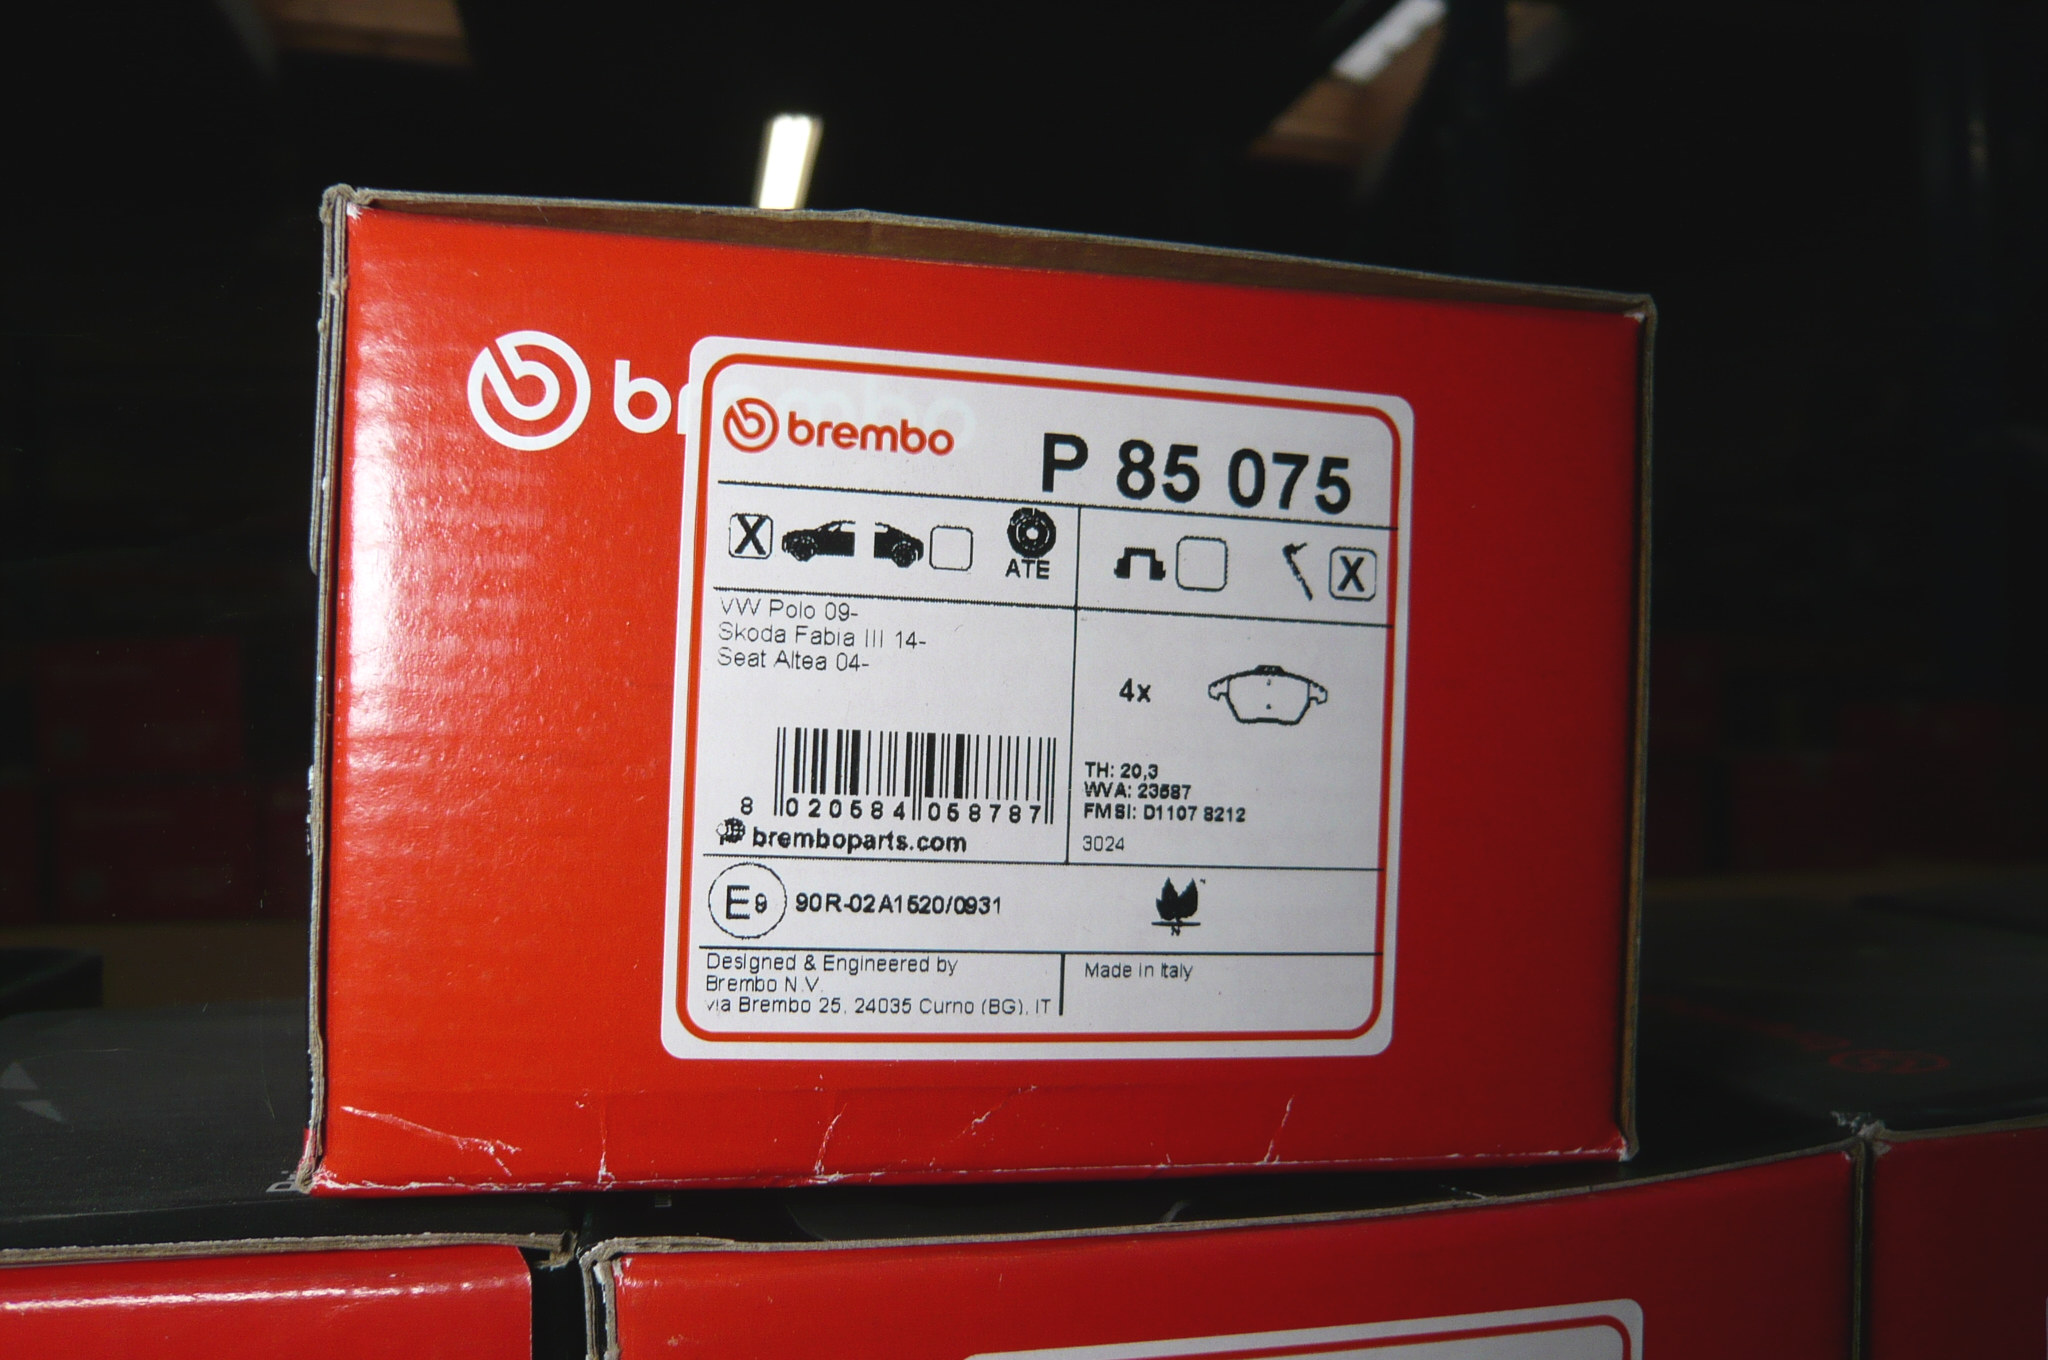 brembo
brembo
P 85 075
X
ATE
X
VW Polo 09-
Skoda Fabia III 14-
Seat Altea 04-
4x
8 020584 058787
TH: 20,3
WVA: 23587
FMSI: D1107 8212
3024
bremboparts.com
E9 90R-02A1520/0931
N
Designed & Engineered by
Brembo N.V.
via Brembo 25, 24035 Curno (BG), IT
Made in Italy